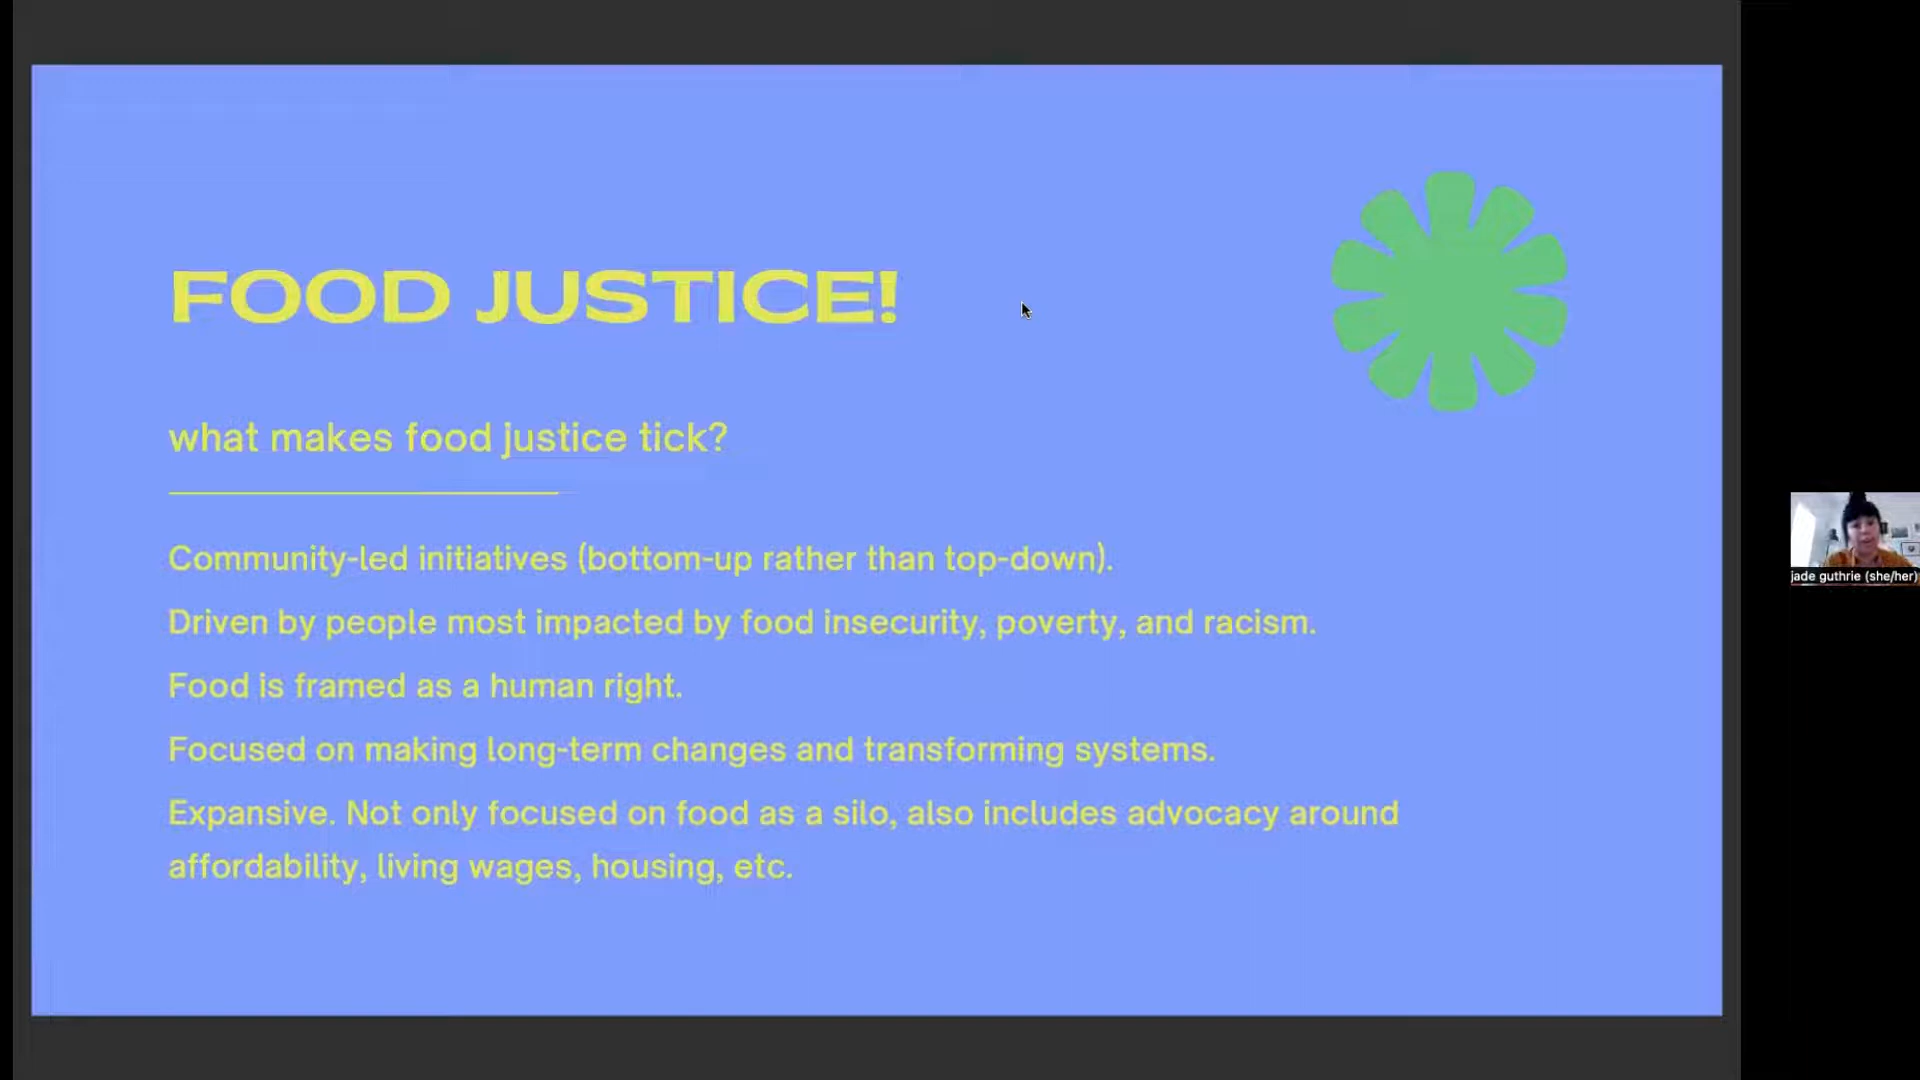 FOOD JUSTICE!
what makes food justice tick?
Community-led initiatives (bottom-up rather than top-down).
Driven by people most impacted by food insecurity, poverty, and racism.
Food is framed as a human right.
Focused on making long-term changes and transforming systems.
Expansive. Not only focused on food as a silo, also includes advocacy around
affordability, living wages, housing, etc.
jade guthrie (she/her)